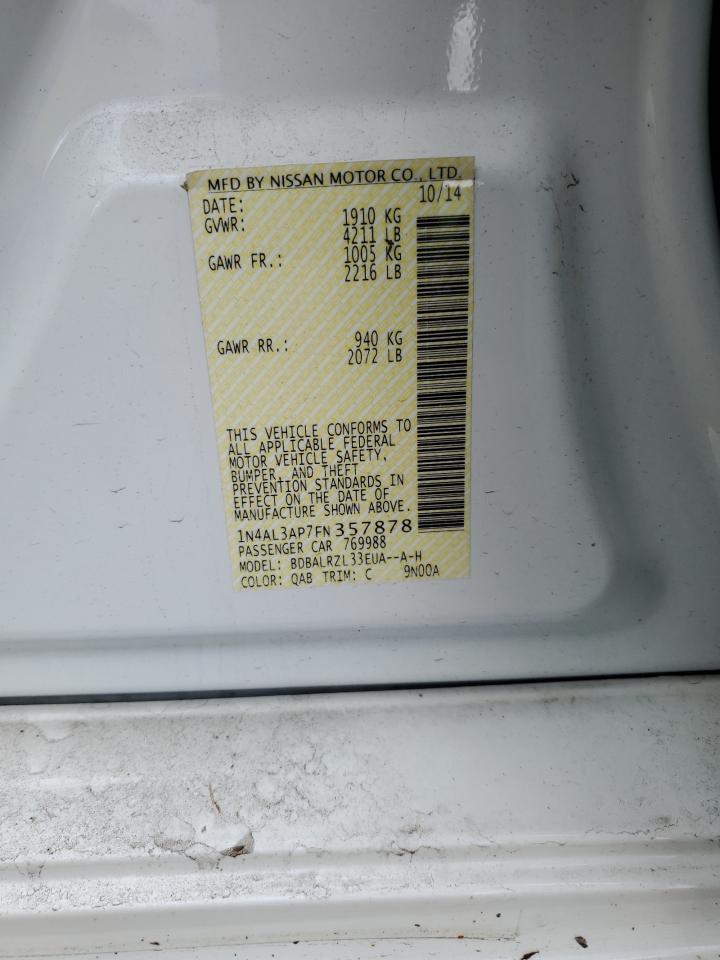 MFD BY NISSAN MOTOR CO., LTD.
DATE: 10/14
GVWR: 1910 KG
4211 LB
GAWR FR.: 1005 KG
2216 LB
GAWR RR.: 940 KG
2072 LB
THIS VEHICLE CONFORMS TO
ALL APPLICABLE FEDERAL
MOTOR VEHICLE SAFETY,
BUMPER, AND THEFT
PREVENTION STANDARDS IN
EFFECT ON THE DATE OF
MANUFACTURE SHOWN ABOVE.
1N4AL3AP7FN357878
PASSENGER CAR 769988
MODEL: BDBALRZL33EUA--A-H
COLOR: QAB TRIM: C 9N00A